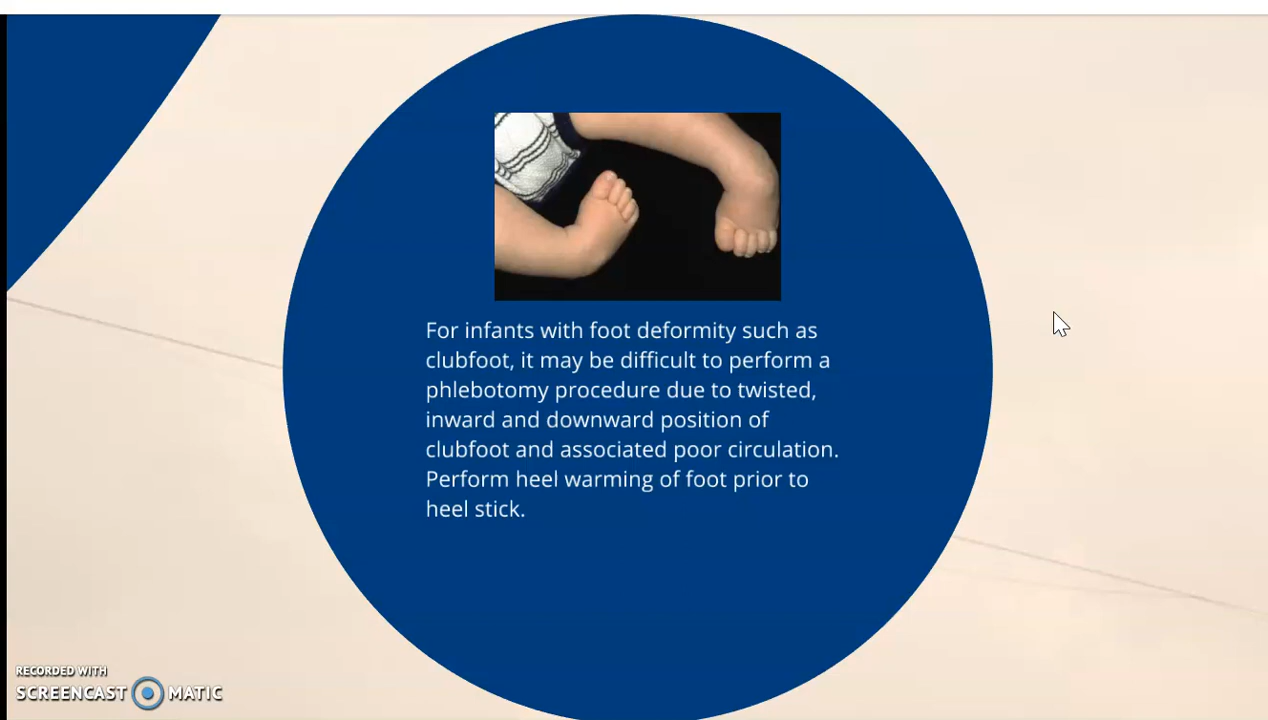 For infants with foot deformity such as
clubfoot, it may be difficult to perform a
phlebotomy procedure due to twisted,
inward and downward position of
clubfoot and associated poor circulation.
Perform heel warming of foot prior to
heel stick.
RECORDED WITH
SCREENCAST MATIC